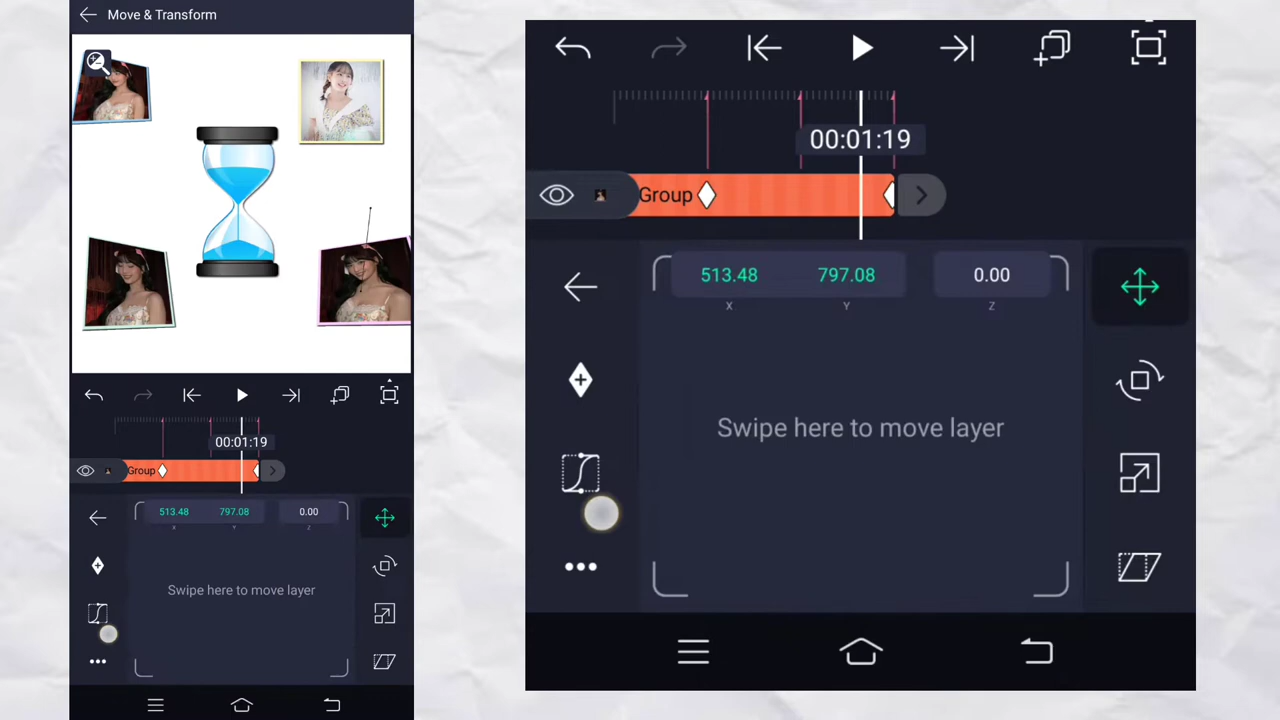 Move & Transform
00:01:19
Group
513.48 797.08 0.00
X Y Z
Swipe here to move layer
00:01:19
Group
513.48 797.08 0.00
X Y Z
Swipe here to move layer